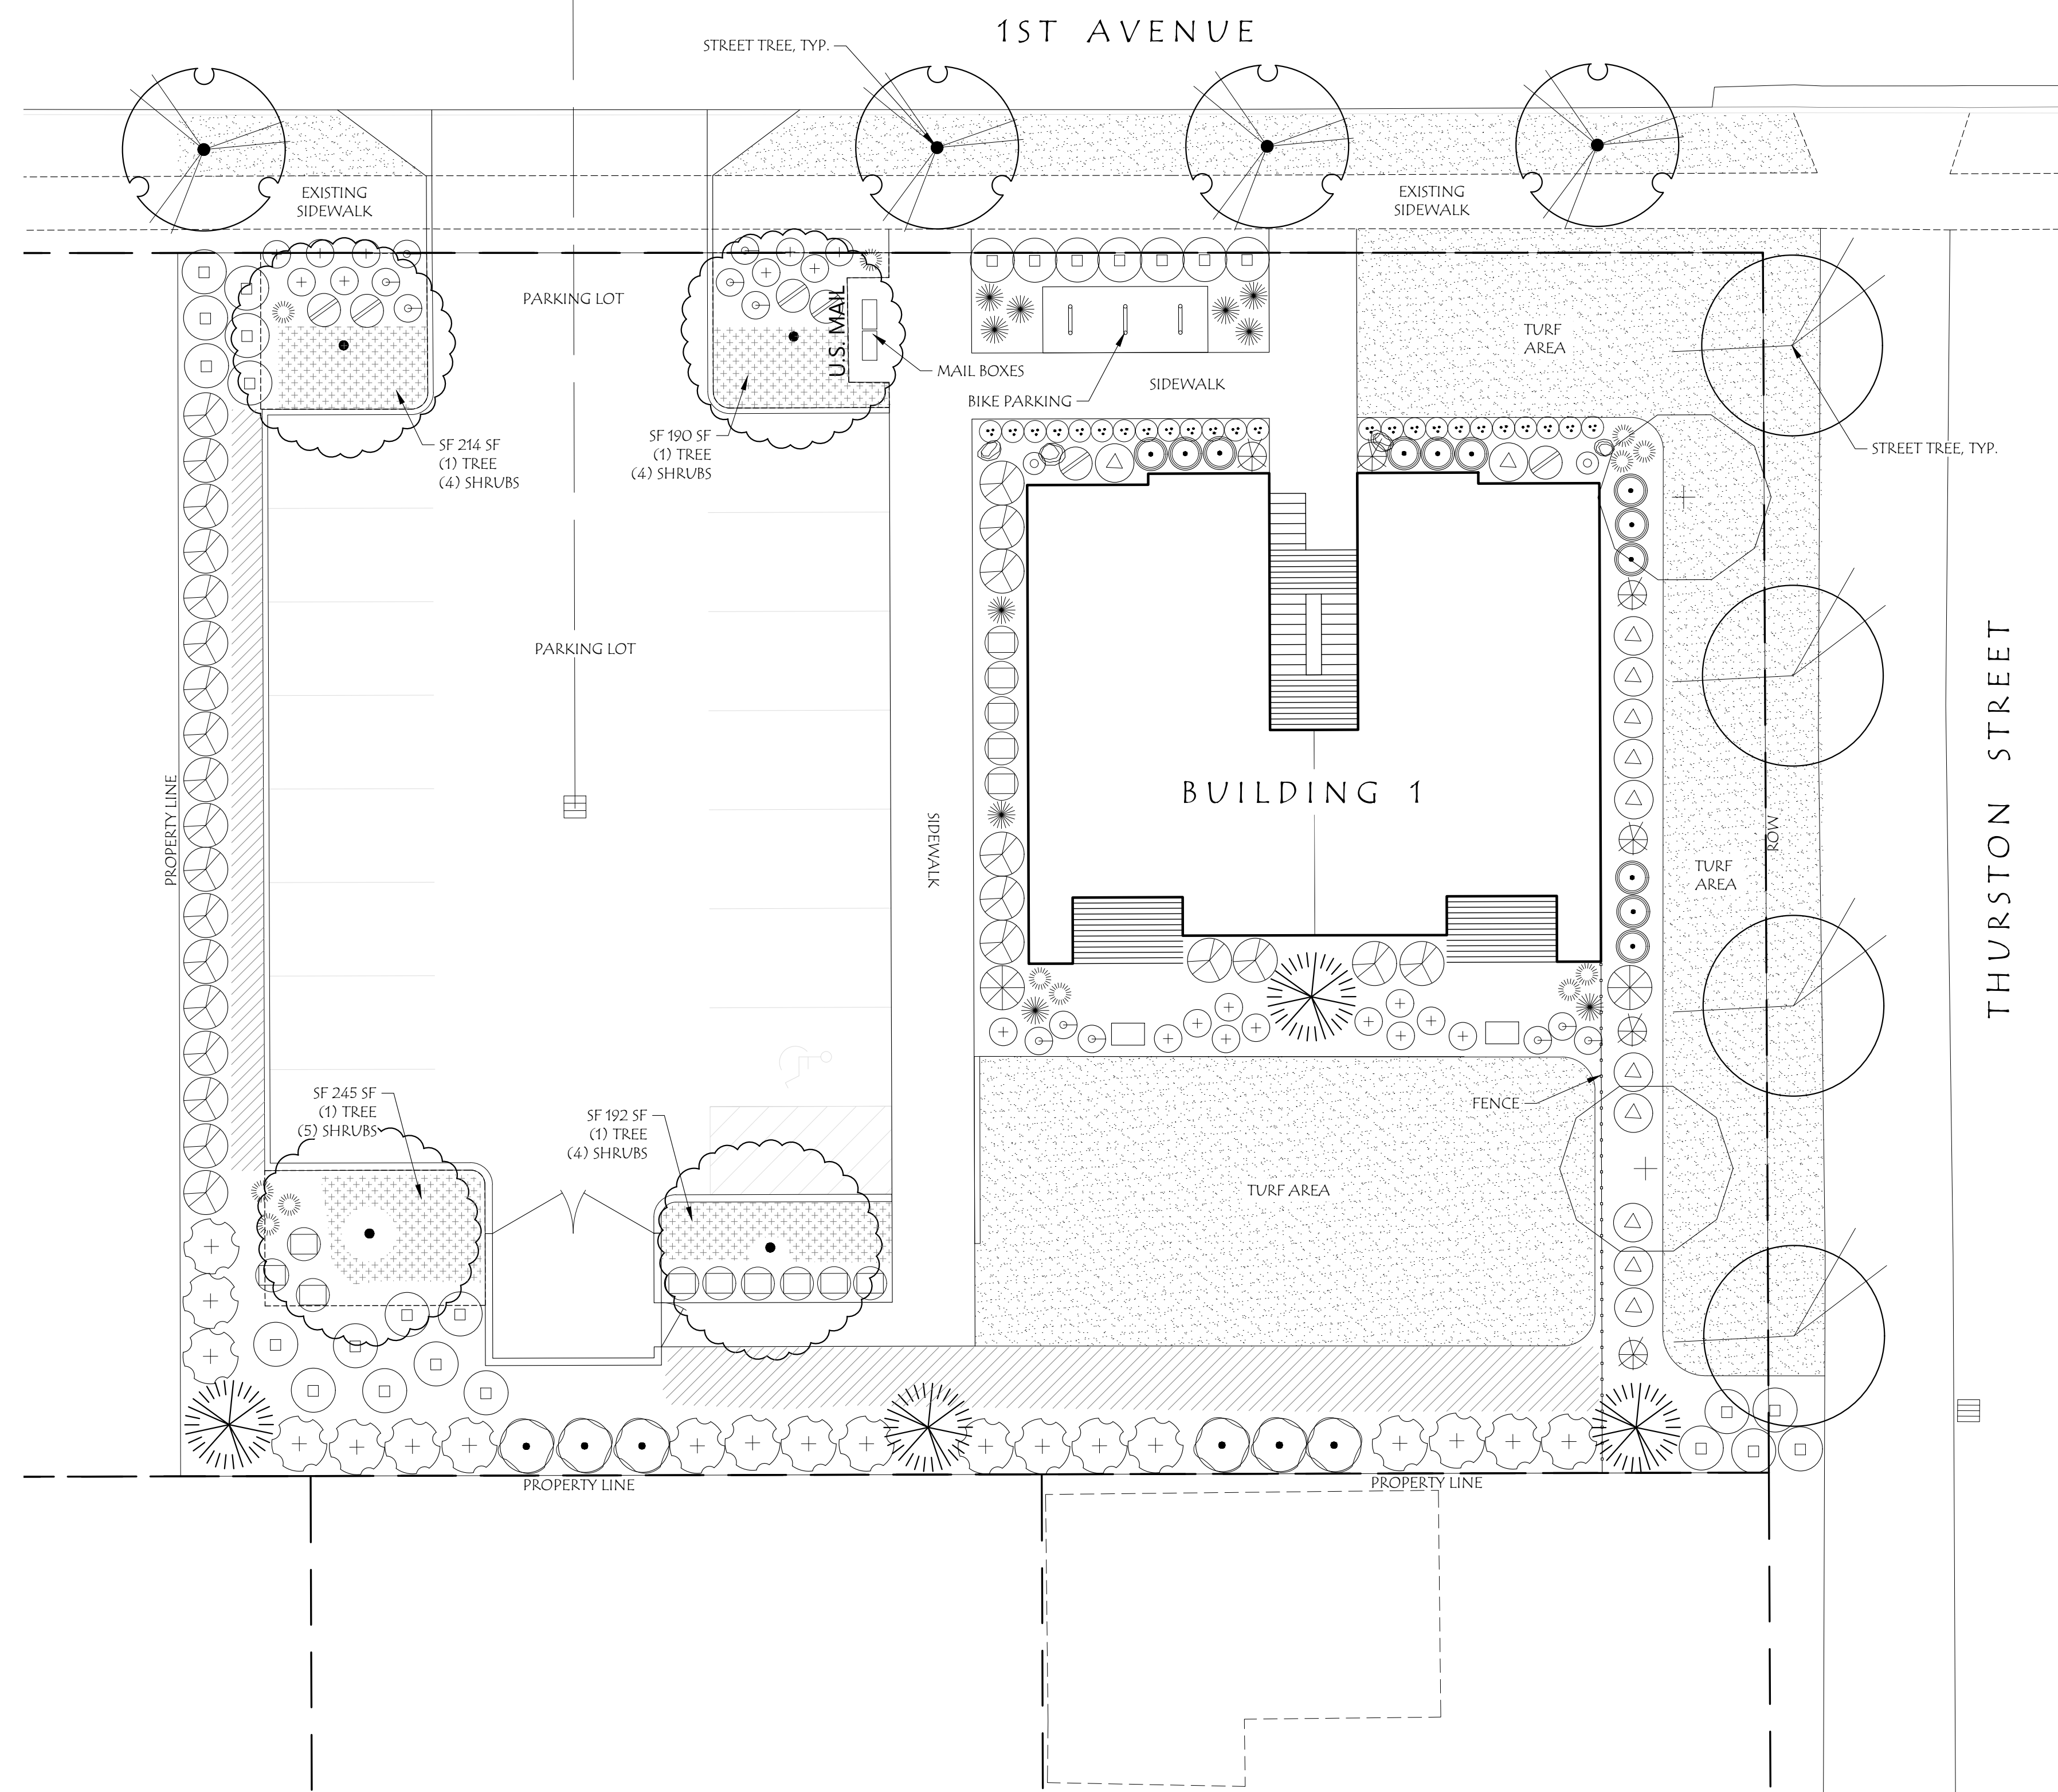 1ST AVENUE
STREET TREE, TYP.
EXISTING
SIDEWALK
EXISTING
SIDEWALK
PARKING LOT
U.S. MAIL
MAIL BOXES
BIKE PARKING
SIDEWALK
TURF
AREA
SF 214 SF
(1) TREE
(4) SHRUBS
SF 190 SF
(1) TREE
(4) SHRUBS
STREET TREE, TYP.
PARKING LOT
THURSTON STREET
BUILDING 1
PROPERTY LINE
SIDEWALK
ROW
TURF
AREA
SF 245 SF
(1) TREE
(5) SHRUBS
SF 192 SF
(1) TREE
(4) SHRUBS
FENCE
TURF AREA
PROPERTY LINE
PROPERTY LINE